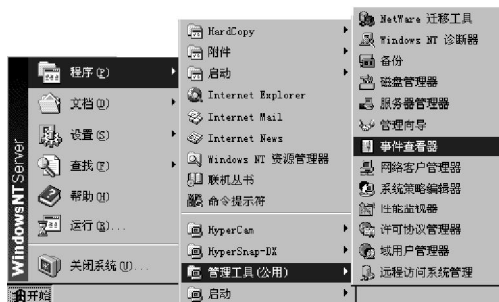 WindowsNT Server
程序(P)
文档(D)
设置(S)
查找(F)
帮助(H)
运行(R)...
关闭系统(U)...
开始
HardCopy
附件
启动
Internet Explorer
Internet Mail
Internet News
Windows NT 资源管理器
联机丛书
命令提示符
HyperCam
HyperSnap-DX
管理工具(公用)
启动
NetWare 迁移工具
Windows NT 诊断器
备份
磁盘管理器
服务器管理器
管理向导
事件查看器
网络客户管理器
系统策略编辑器
性能监视器
许可协议管理器
域用户管理器
远程访问系统管理